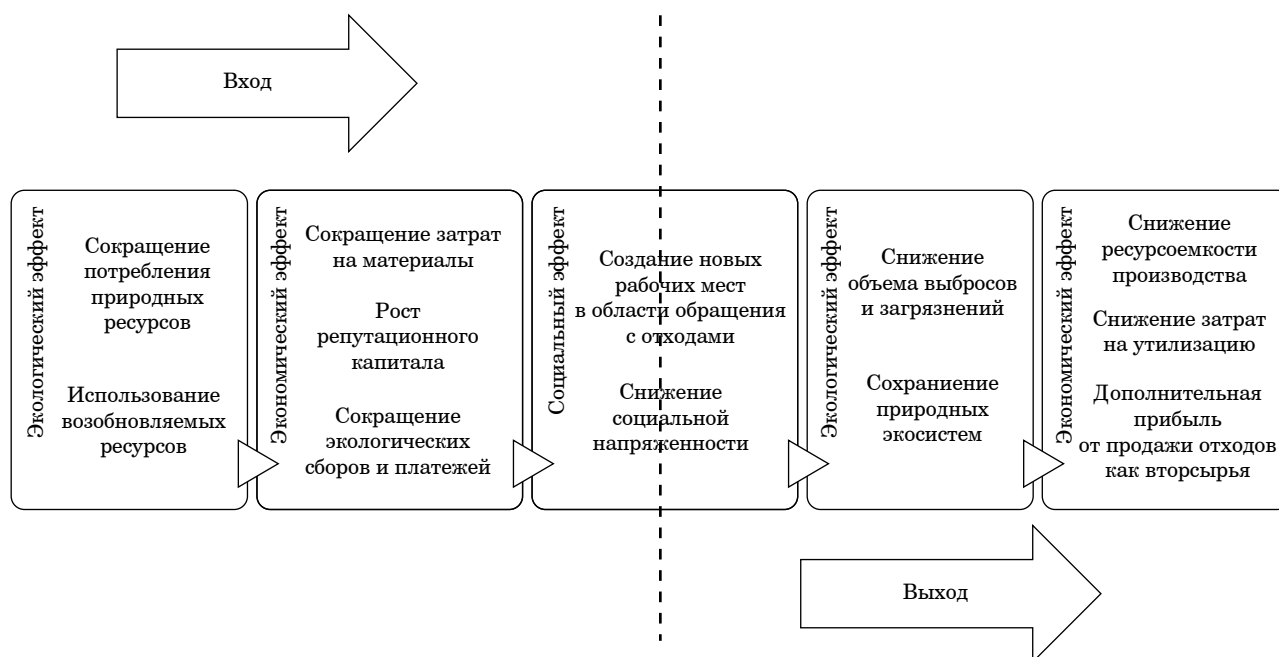 Вход
Экологический эффект
Сокращение
потребления
природных
ресурсов
Использование
возобновляемых
ресурсов
Экономический эффект
Сокращение затрат
на материалы
Рост
репутационного
капитала
Сокращение
экологических
сборов и платежей
Социальный эффект
Создание новых
рабочих мест
в области обращения
с отходами
Снижение
социальной
напряженности
Экологический эффект
Снижение
объема выбросов
и загрязнений
Сохраниение
природных
экосистем
Экономический эффект
Снижение
ресурсоемкости
производства
Снижение затрат
на утилизацию
Дополнительная
прибыль
от продажи отходов
как вторсырья
Выход